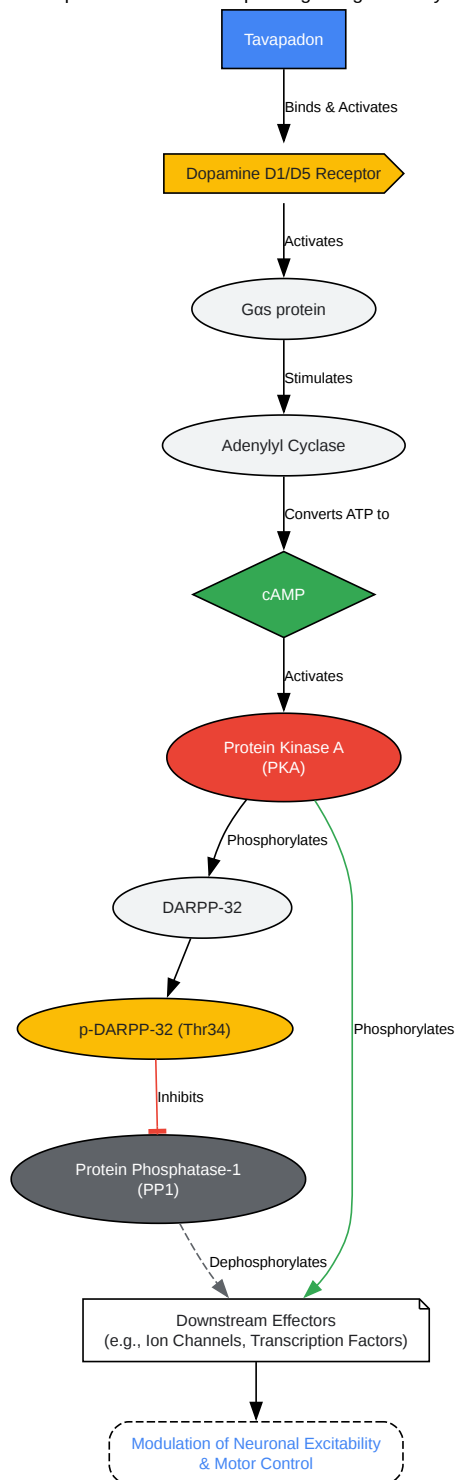 Tavapadon
Binds & Activates
Dopamine D1/D5 Receptor
Activates
Gαs protein
Stimulates
Adenylyl Cyclase
Converts ATP to
cAMP
Activates
Protein Kinase A
(PKA)
Phosphorylates
DARPP-32
p-DARPP-32 (Thr34)
Phosphorylates
Inhibits
Protein Phosphatase-1
(PP1)
Dephosphorylates
Downstream Effectors
(e.g., Ion Channels, Transcription Factors)
Modulation of Neuronal Excitability
& Motor Control